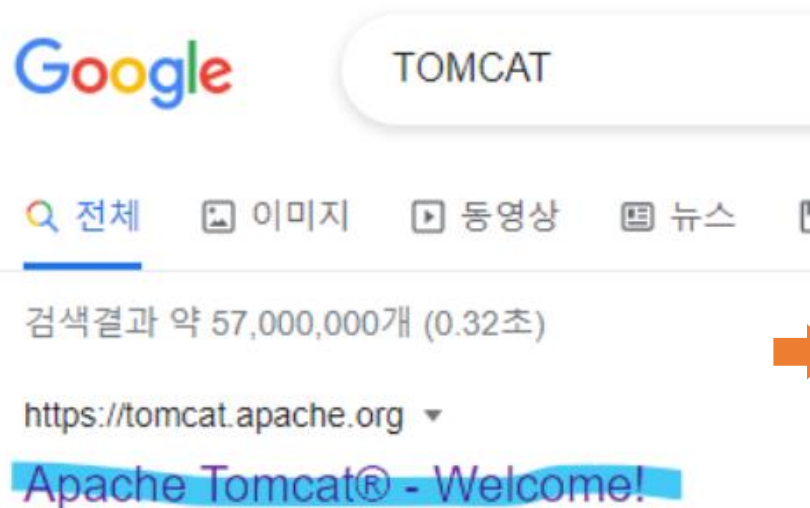 Google
TOMCAT
전체 이미지 동영상 뉴스
검색결과 약 57,000,000개 (0.32초)
https://tomcat.apache.org
Apache Tomcat® - Welcome!